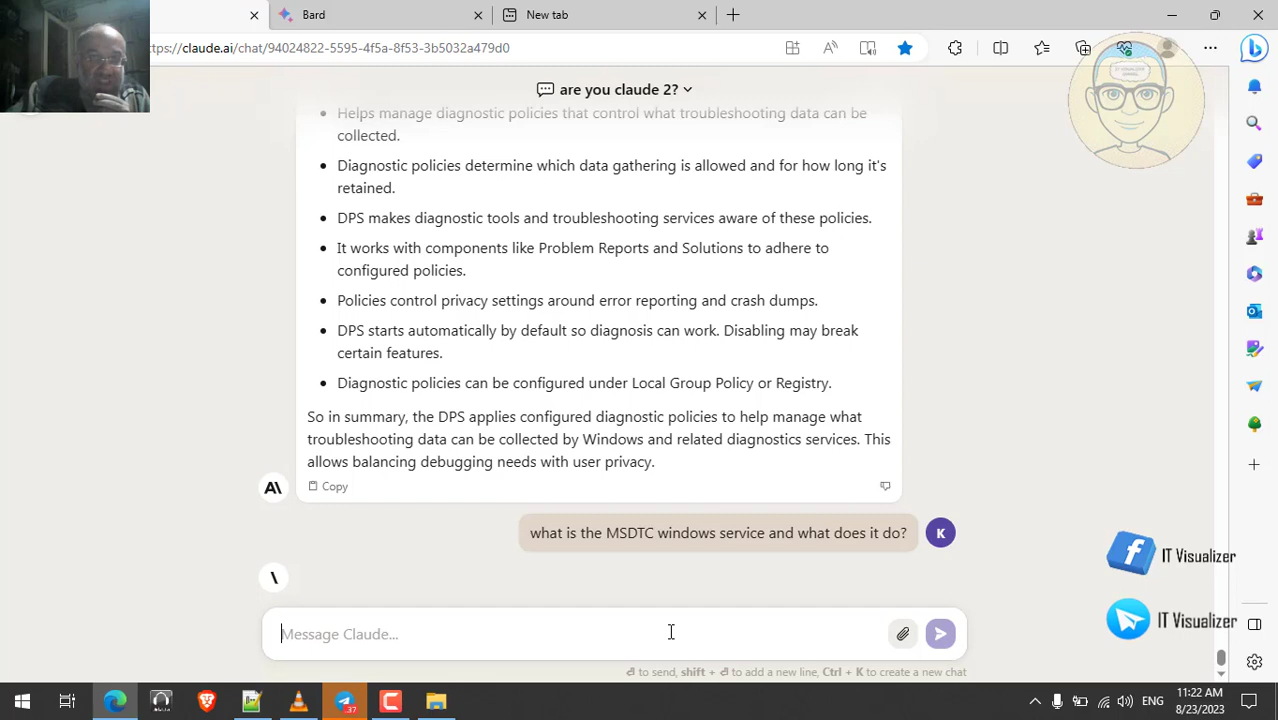 Bard
New tab
ttps://claude.ai/chat/94024822-5595-4f5a-8f53-cb5032a479d0
IT VISUALIZER
are you claude 2?
Helps manage diagnostic policies that control what troubleshooting data can be
collected.
Diagnostic policies determine which data gathering is allowed and for how long it's
retained.
DPS makes diagnostic tools and troubleshooting services aware of these policies.
It works with components like Problem Reports and Solutions to adhere to
configured policies.
Policies control privacy settings around error reporting and crash dumps.
DPS starts automatically by default so diagnosis can work. Disabling may break
certain features.
Diagnostic policies can be configured under Local Group Policy or Registry.
So in summary, the DPS applies configured diagnostic policies to help manage what
troubleshooting data can be collected by Windows and related diagnostics services. This
allows balancing debugging needs with user privacy.
Copy
what is the MSDTC windows service and what does it do?
K
IT Visualizer
Message Claude...
IT Visualizer
⏎ to send, shift + ⏎ to add a new line, Ctrl + K to create a new chat
37
ENG
11:22 AM
8/23/2023